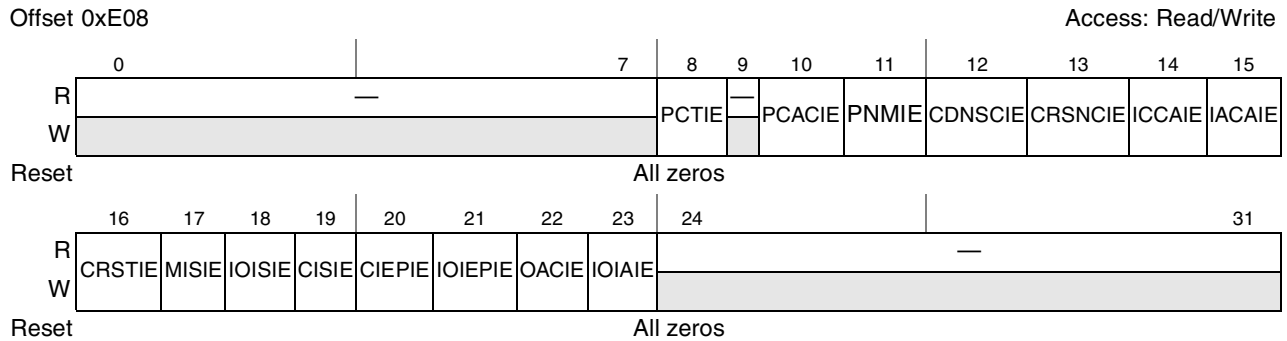 Offset 0xE08 Access: Read/Write
0 7 8 9 10 11 12 13 14 15
R — PCTIE — PCACIE PNMIE CDNSCIE CRSNCIE ICCAIE IACAIE
W
Reset All zeros
16 17 18 19 20 21 22 23 24 31
R CRSTIE MISIE IOISIE CISIE CIEPIE IOIEPIE OACIE IOIAIE —
W
Reset All zeros